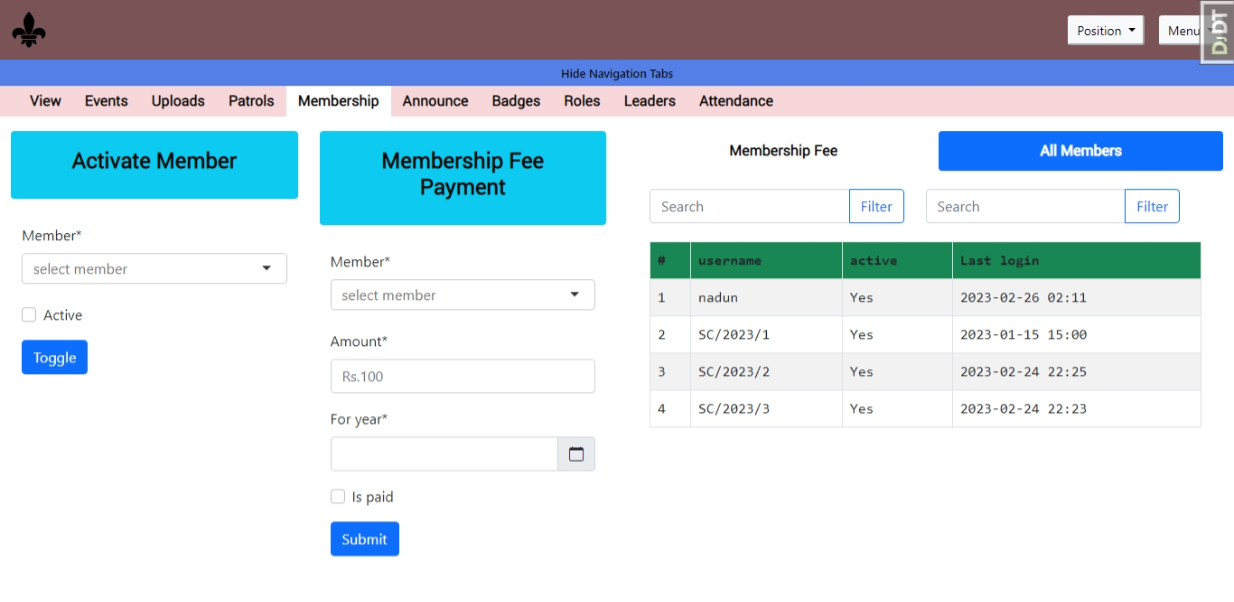 Position
Menu
DjDT
Hide Navigation Tabs
View Events Uploads Patrols Membership Announce Badges Roles Leaders Attendance
Activate Member
Member*
select member
Active
Toggle
Membership Fee
Payment
Member*
select member
Amount*
Rs.100
For year*
Is paid
Submit
Membership Fee
All Members
Search Filter
Search Filter
# username active Last login
1 nadun Yes 2023-02-26 02:11
2 SC/2023/1 Yes 2023-01-15 15:00
3 SC/2023/2 Yes 2023-02-24 22:25
4 SC/2023/3 Yes 2023-02-24 22:23